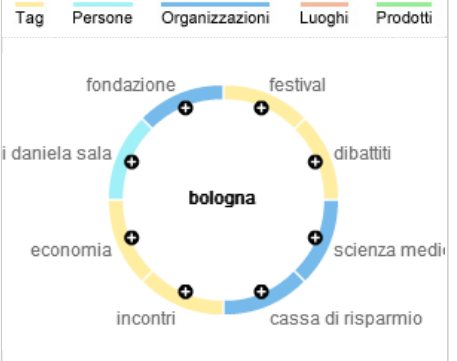 Tag Persone Organizzazioni Luoghi Prodotti
fondazione festival
i daniela sala dibattiti
bologna
economia scienza medi
incontri cassa di risparmio